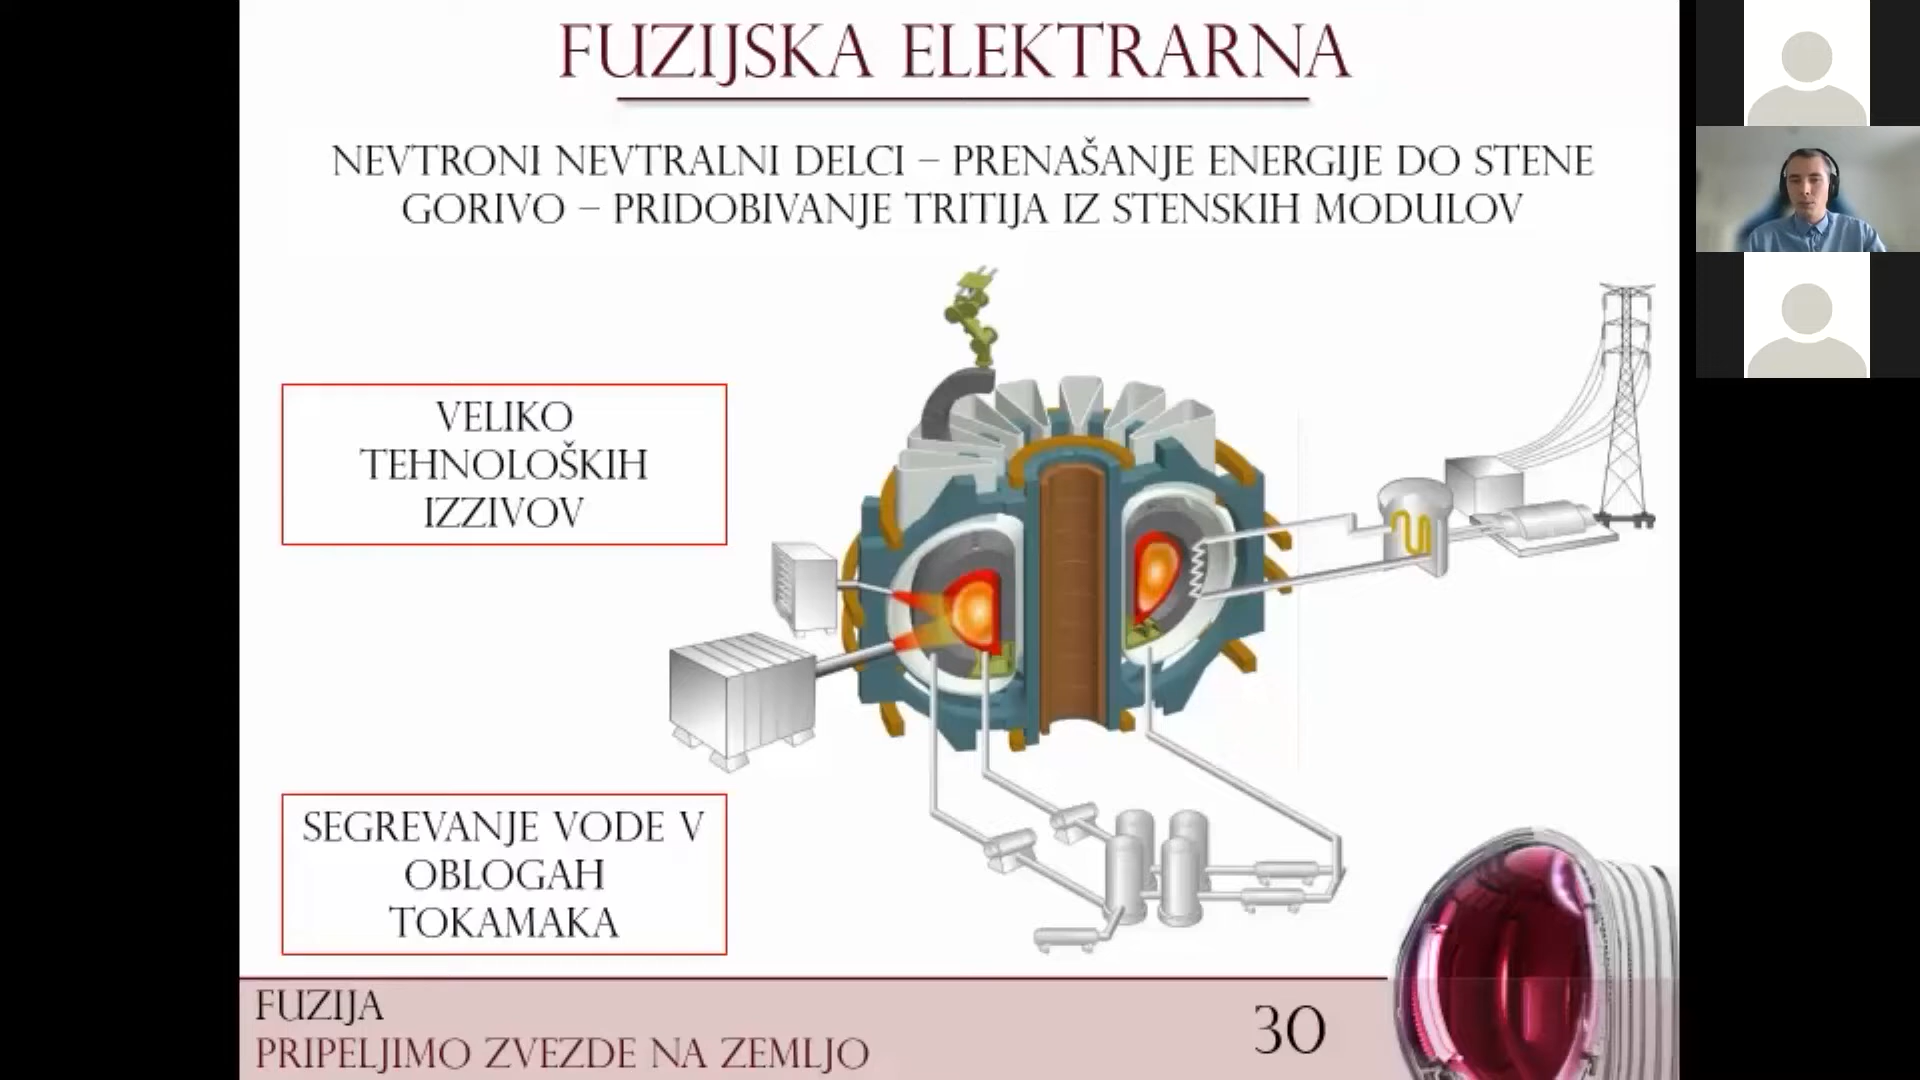 FUZIJSKA ELEKTRARNA
NEVTRONI NEVTRALNI DELCI – PRENAŠANJE ENERGIJE DO STENE
GORIVO – PRIDOBIVANJE TRITIJA IZ STENSKIH MODULOV
VELIKO
TEHNOLOŠKIH
IZZIVOV
SEGREVANJE VODE V
OBLOGAH
TOKAMAKA
FUZIJA
PRIPELJIMO ZVEZDE NA ZEMLJO
30